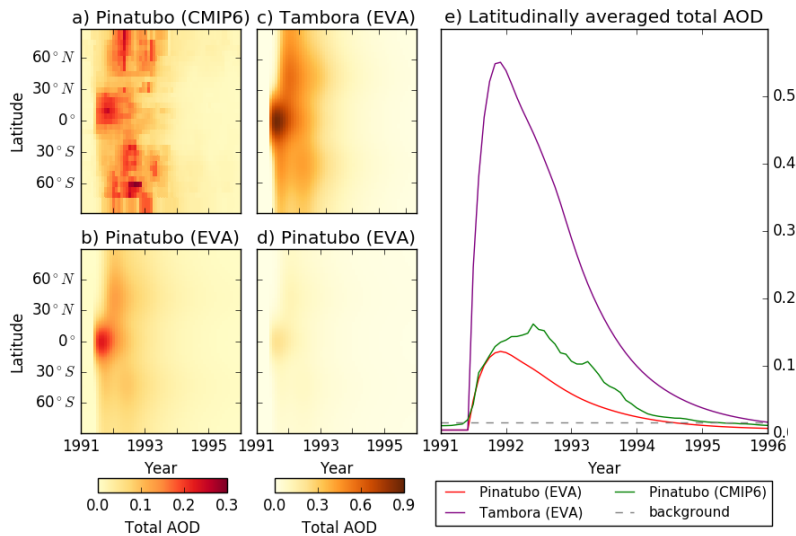 a) Pinatubo (CMIP6)
c) Tambora (EVA)
e) Latitudinally averaged total AOD
60°N
30°N
0°
30°S
60°S
Latitude
b) Pinatubo (EVA)
d) Pinatubo (EVA)
60°N
30°N
0°
30°S
60°S
Latitude
0.5
0.4
0.3
0.2
0.1
1991 1993 1995
1991 1993 1995
1991 1992 1993 1994 1995 1996
Year
Year
Year
0.0 0.1 0.2 0.3
Total AOD
0.0 0.3 0.6 0.9
Total AOD
Pinatubo (EVA)
Tambora (EVA)
Pinatubo (CMIP6)
background